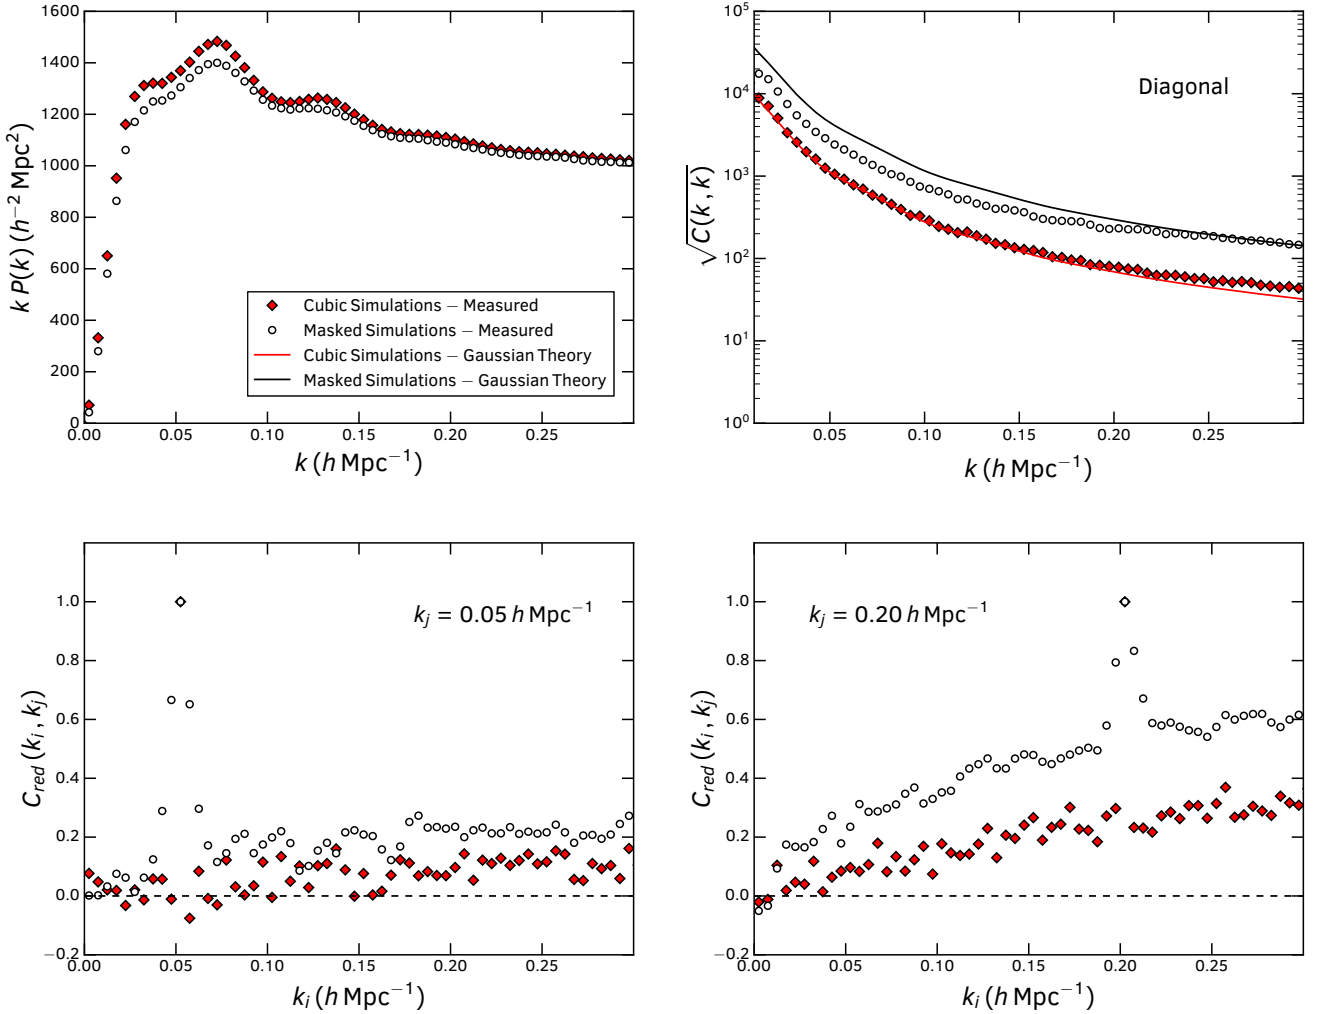 1600
1400
1200
1000
800
600
400
200
0
k P(k) (h⁻² Mpc²)
Cubic Simulations − Measured
Masked Simulations − Measured
Cubic Simulations − Gaussian Theory
Masked Simulations − Gaussian Theory
0.00 0.05 0.10 0.15 0.20 0.25
k (h Mpc⁻¹)
10⁵
10⁴
10³
10²
10¹
10⁰
√C(k, k)
Diagonal
0.05 0.10 0.15 0.20 0.25
k (h Mpc⁻¹)
1.0
0.8
0.6
0.4
0.2
0.0
−0.2
C_red (k_i, k_j)
k_j = 0.05 h Mpc⁻¹
0.00 0.05 0.10 0.15 0.20 0.25
k_i (h Mpc⁻¹)
1.0
0.8
0.6
0.4
0.2
0.0
−0.2
C_red (k_i, k_j)
k_j = 0.20 h Mpc⁻¹
0.00 0.05 0.10 0.15 0.20 0.25
k_i (h Mpc⁻¹)